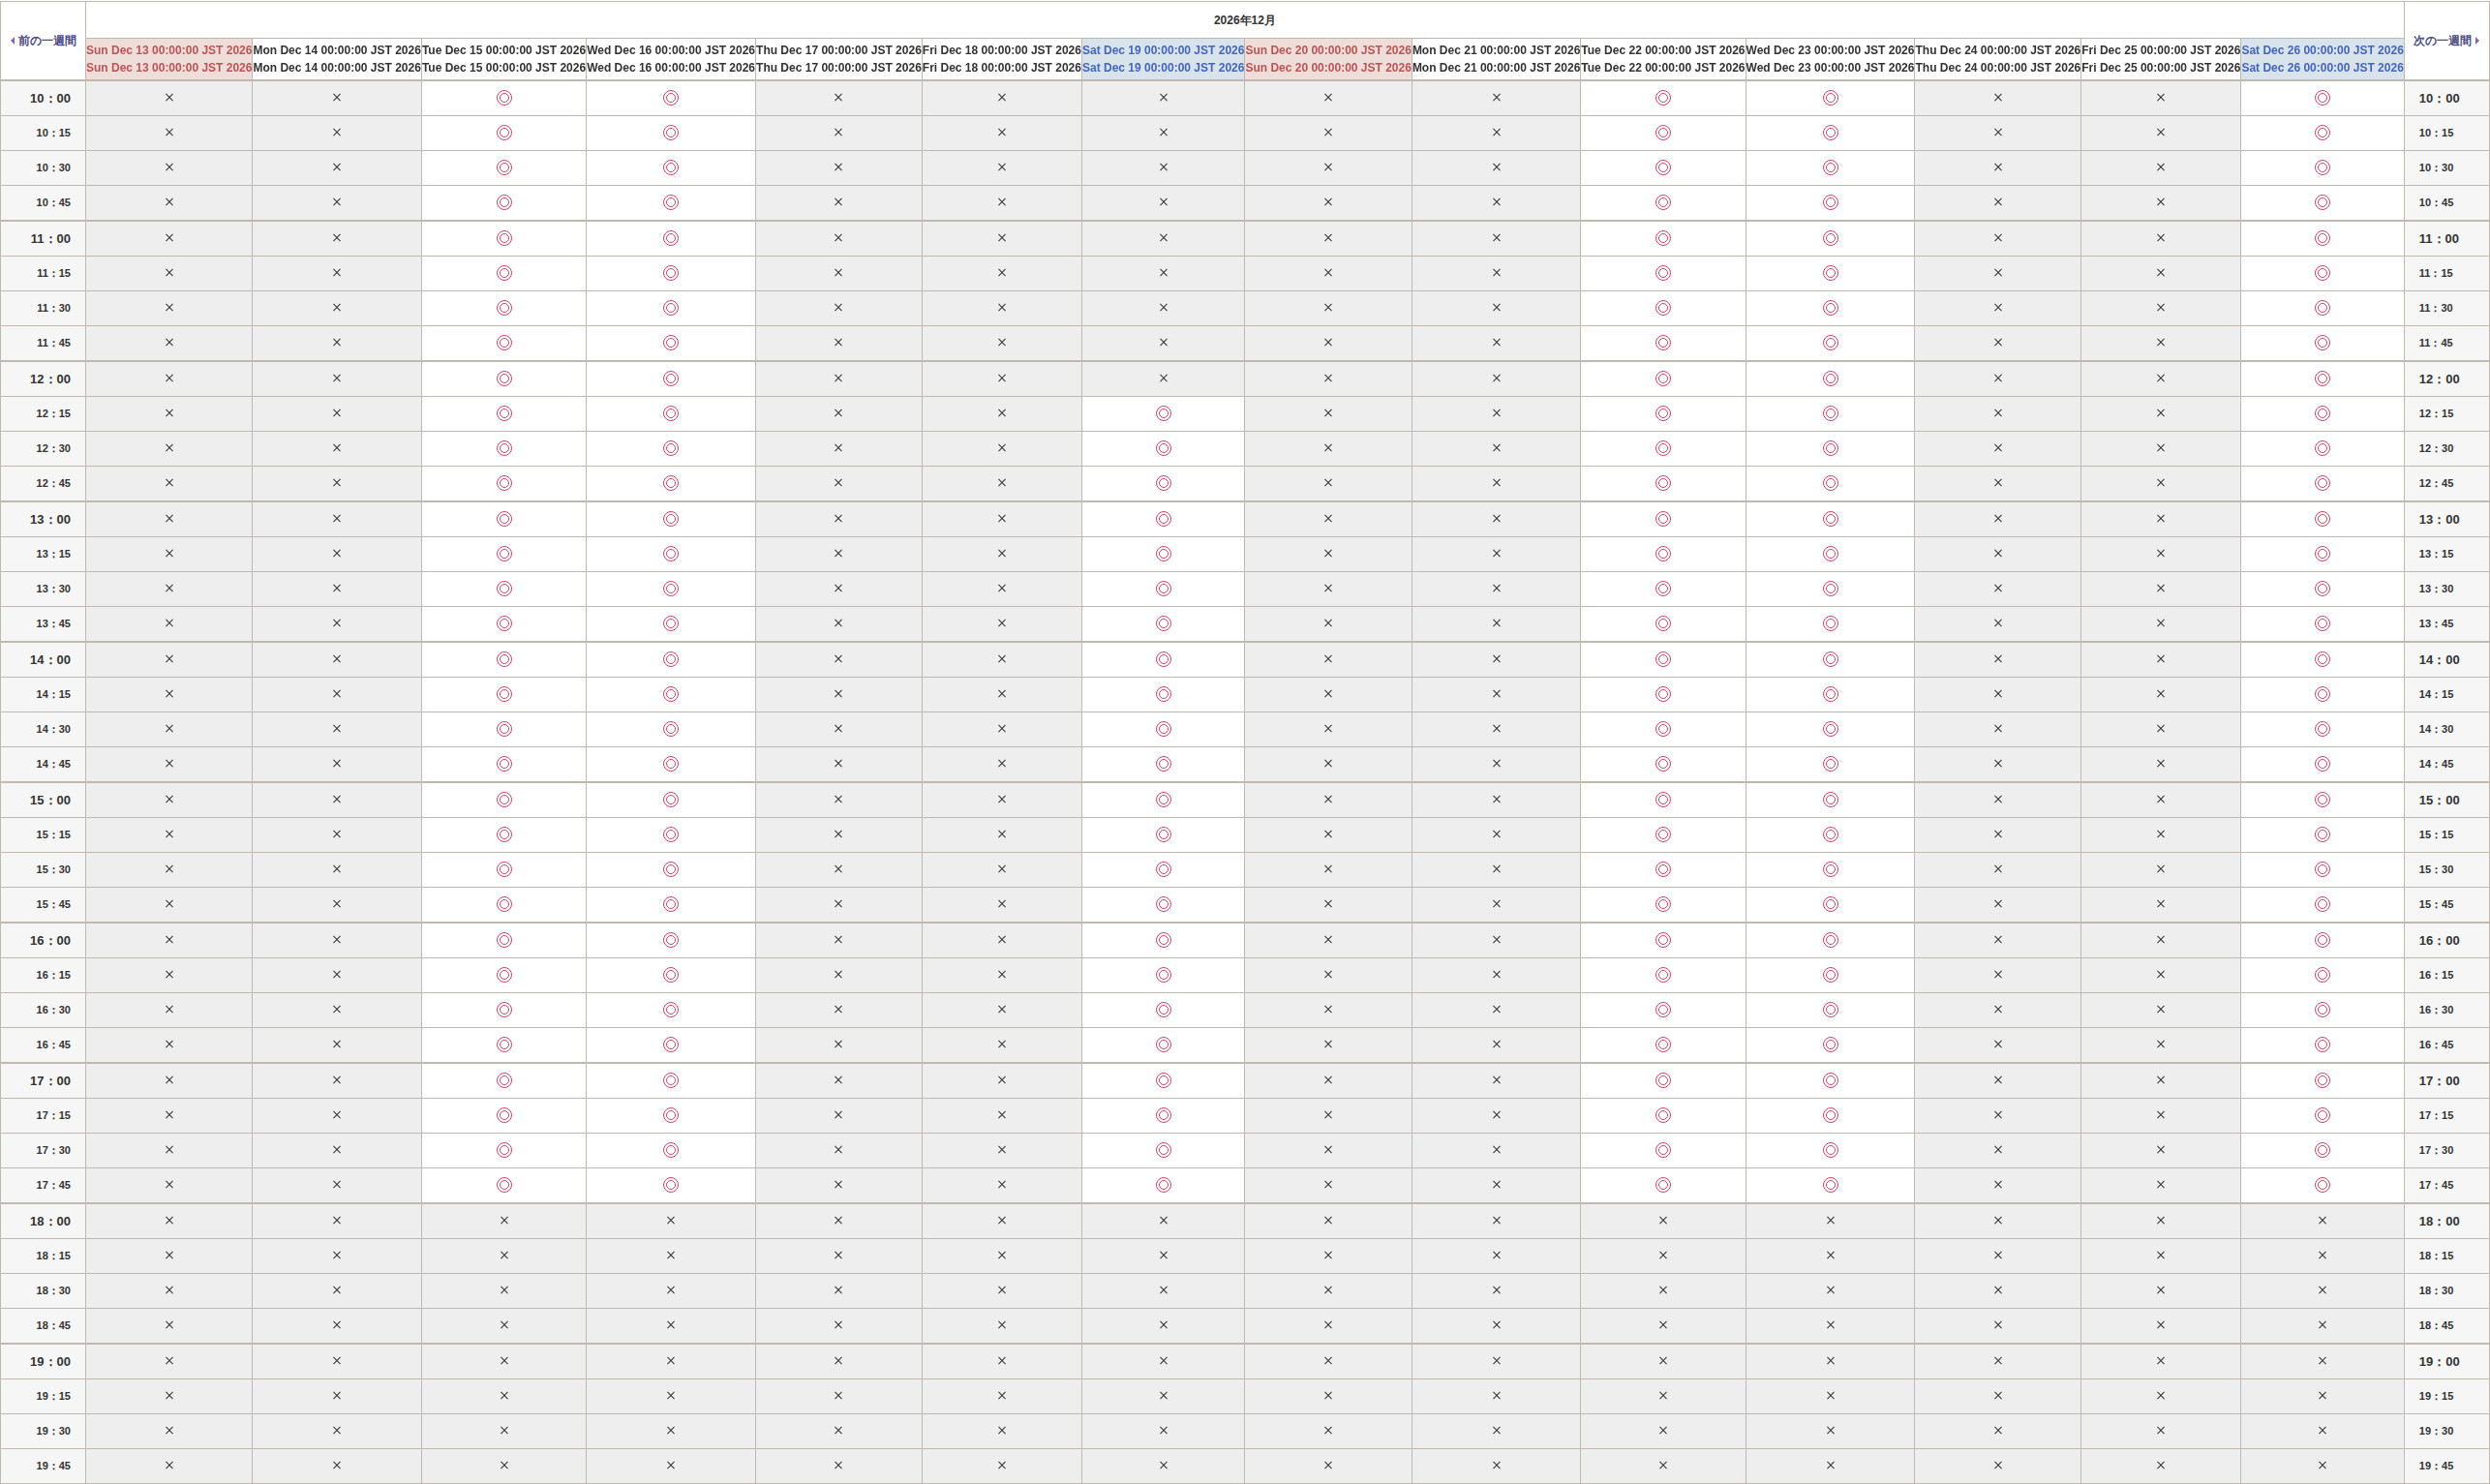 2026年12月
前の一週間
次の一週間
Sun Dec 13 00:00:00 JST 2026 Mon Dec 14 00:00:00 JST 2026 Tue Dec 15 00:00:00 JST 2026 Wed Dec 16 00:00:00 JST 2026 Thu Dec 17 00:00:00 JST 2026 Fri Dec 18 00:00:00 JST 2026 Sat Dec 19 00:00:00 JST 2026 Sun Dec 20 00:00:00 JST 2026 Mon Dec 21 00:00:00 JST 2026 Tue Dec 22 00:00:00 JST 2026 Wed Dec 23 00:00:00 JST 2026 Thu Dec 24 00:00:00 JST 2026 Fri Dec 25 00:00:00 JST 2026 Sat Dec 26 00:00:00 JST 2026
Sun Dec 13 00:00:00 JST 2026 Mon Dec 14 00:00:00 JST 2026 Tue Dec 15 00:00:00 JST 2026 Wed Dec 16 00:00:00 JST 2026 Thu Dec 17 00:00:00 JST 2026 Fri Dec 18 00:00:00 JST 2026 Sat Dec 19 00:00:00 JST 2026 Sun Dec 20 00:00:00 JST 2026 Mon Dec 21 00:00:00 JST 2026 Tue Dec 22 00:00:00 JST 2026 Wed Dec 23 00:00:00 JST 2026 Thu Dec 24 00:00:00 JST 2026 Fri Dec 25 00:00:00 JST 2026 Sat Dec 26 00:00:00 JST 2026
10：00 × × ◎ ◎ × × × × × ◎ ◎ × × ◎ 10：00
10：15 × × ◎ ◎ × × × × × ◎ ◎ × × ◎ 10：15
10：30 × × ◎ ◎ × × × × × ◎ ◎ × × ◎ 10：30
10：45 × × ◎ ◎ × × × × × ◎ ◎ × × ◎ 10：45
11：00 × × ◎ ◎ × × × × × ◎ ◎ × × ◎ 11：00
11：15 × × ◎ ◎ × × × × × ◎ ◎ × × ◎ 11：15
11：30 × × ◎ ◎ × × × × × ◎ ◎ × × ◎ 11：30
11：45 × × ◎ ◎ × × × × × ◎ ◎ × × ◎ 11：45
12：00 × × ◎ ◎ × × × × × ◎ ◎ × × ◎ 12：00
12：15 × × ◎ ◎ × × ◎ × × ◎ ◎ × × ◎ 12：15
12：30 × × ◎ ◎ × × ◎ × × ◎ ◎ × × ◎ 12：30
12：45 × × ◎ ◎ × × ◎ × × ◎ ◎ × × ◎ 12：45
13：00 × × ◎ ◎ × × ◎ × × ◎ ◎ × × ◎ 13：00
13：15 × × ◎ ◎ × × ◎ × × ◎ ◎ × × ◎ 13：15
13：30 × × ◎ ◎ × × ◎ × × ◎ ◎ × × ◎ 13：30
13：45 × × ◎ ◎ × × ◎ × × ◎ ◎ × × ◎ 13：45
14：00 × × ◎ ◎ × × ◎ × × ◎ ◎ × × ◎ 14：00
14：15 × × ◎ ◎ × × ◎ × × ◎ ◎ × × ◎ 14：15
14：30 × × ◎ ◎ × × ◎ × × ◎ ◎ × × ◎ 14：30
14：45 × × ◎ ◎ × × ◎ × × ◎ ◎ × × ◎ 14：45
15：00 × × ◎ ◎ × × ◎ × × ◎ ◎ × × ◎ 15：00
15：15 × × ◎ ◎ × × ◎ × × ◎ ◎ × × ◎ 15：15
15：30 × × ◎ ◎ × × ◎ × × ◎ ◎ × × ◎ 15：30
15：45 × × ◎ ◎ × × ◎ × × ◎ ◎ × × ◎ 15：45
16：00 × × ◎ ◎ × × ◎ × × ◎ ◎ × × ◎ 16：00
16：15 × × ◎ ◎ × × ◎ × × ◎ ◎ × × ◎ 16：15
16：30 × × ◎ ◎ × × ◎ × × ◎ ◎ × × ◎ 16：30
16：45 × × ◎ ◎ × × ◎ × × ◎ ◎ × × ◎ 16：45
17：00 × × ◎ ◎ × × ◎ × × ◎ ◎ × × ◎ 17：00
17：15 × × ◎ ◎ × × ◎ × × ◎ ◎ × × ◎ 17：15
17：30 × × ◎ ◎ × × ◎ × × ◎ ◎ × × ◎ 17：30
17：45 × × ◎ ◎ × × ◎ × × ◎ ◎ × × ◎ 17：45
18：00 × × × × × × × × × × × × × × 18：00
18：15 × × × × × × × × × × × × × × 18：15
18：30 × × × × × × × × × × × × × × 18：30
18：45 × × × × × × × × × × × × × × 18：45
19：00 × × × × × × × × × × × × × × 19：00
19：15 × × × × × × × × × × × × × × 19：15
19：30 × × × × × × × × × × × × × × 19：30
19：45 × × × × × × × × × × × × × × 19：45